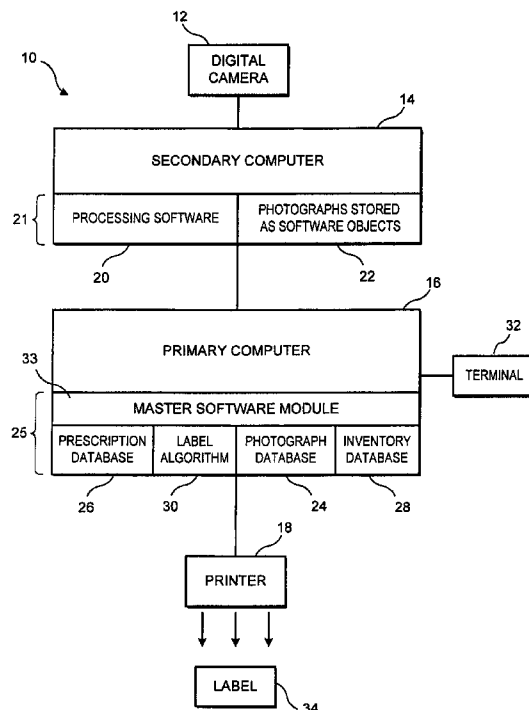 12
10
DIGITAL
CAMERA
14
SECONDARY COMPUTER
21
PROCESSING SOFTWARE
PHOTOGRAPHS STORED
AS SOFTWARE OBJECTS
20
22
16
32
PRIMARY COMPUTER
TERMINAL
33
MASTER SOFTWARE MODULE
25
PRESCRIPTION
DATABASE
LABEL
ALGORITHM
PHOTOGRAPH
DATABASE
INVENTORY
DATABASE
26
30
24
28
18
PRINTER
LABEL
34